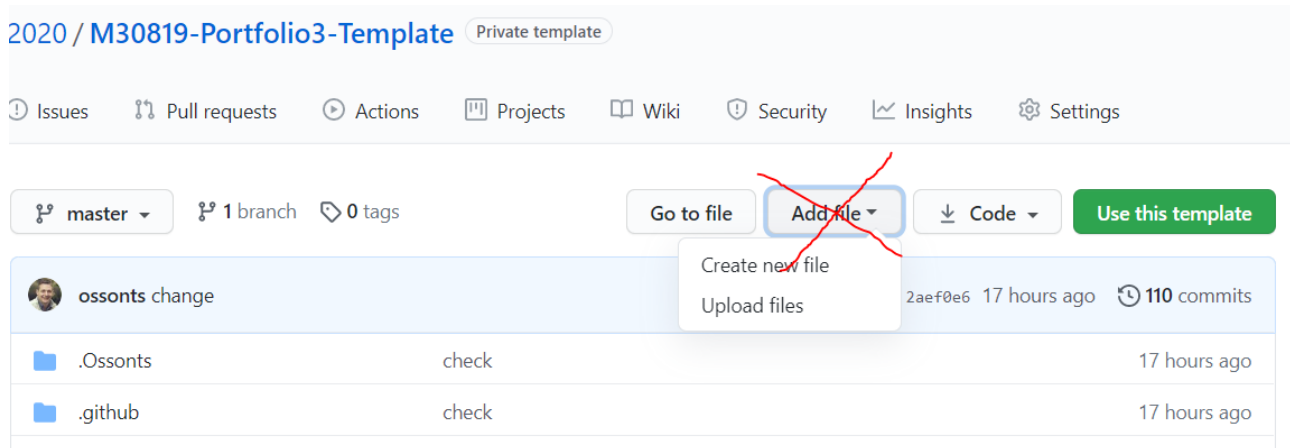 2020 / M30819-Portfolio3-Template Private template
Issues Pull requests Actions Projects Wiki Security Insights Settings
master 1 branch 0 tags Go to file Add file Code Use this template
Create new file
ossonts change 2aef0e6 17 hours ago 110 commits
Upload files
.Ossonts check 17 hours ago
.github check 17 hours ago